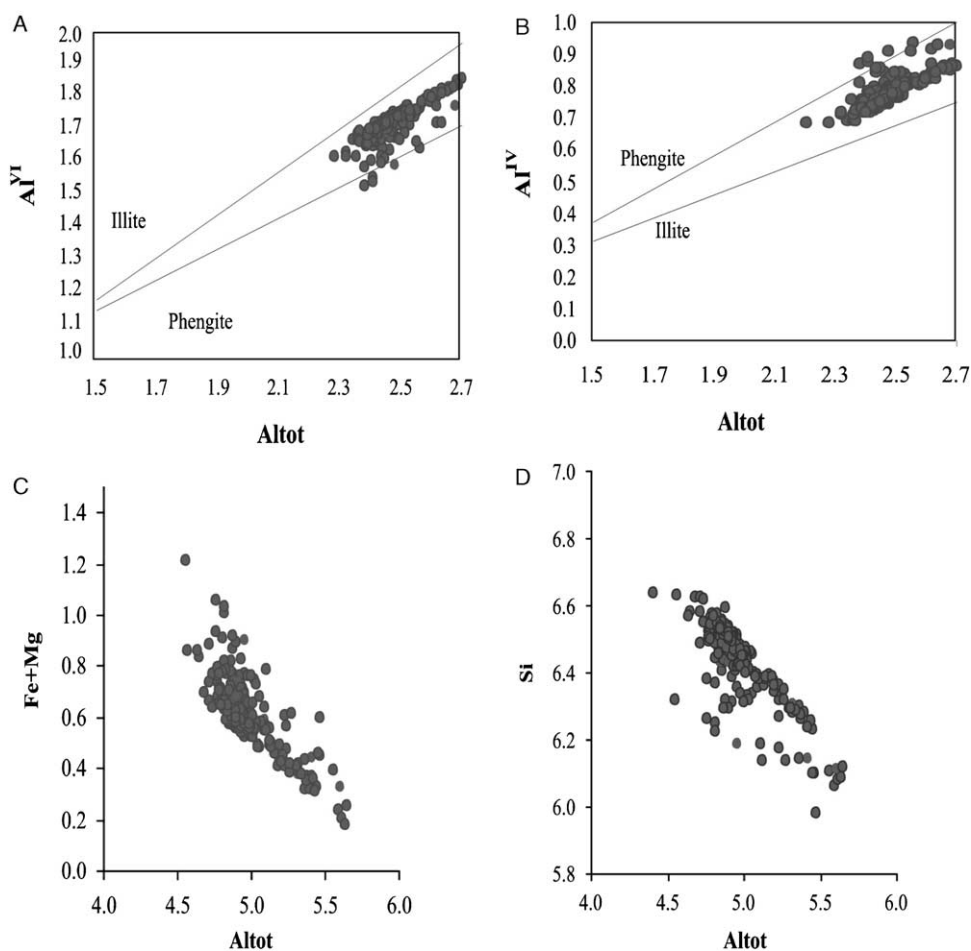 A
2.0
1.9
1.8
1.7
1.6
1.5
1.4
1.3
1.2
1.1
1.0
Al^VI
Illite
Phengite
1.5 1.7 1.9 2.1 2.3 2.5 2.7
Altot
B
1.0
0.9
0.8
0.7
0.6
0.5
0.4
0.3
0.2
0.1
0.0
Al^IV
Phengite
Illite
1.5 1.7 1.9 2.1 2.3 2.5 2.7
Altot
C
1.4
1.2
1.0
0.8
0.6
0.4
0.2
0.0
Fe+Mg
4.0 4.5 5.0 5.5 6.0
Altot
D
7.0
6.8
6.6
6.4
6.2
6.0
5.8
Si
4.0 4.5 5.0 5.5 6.0
Altot